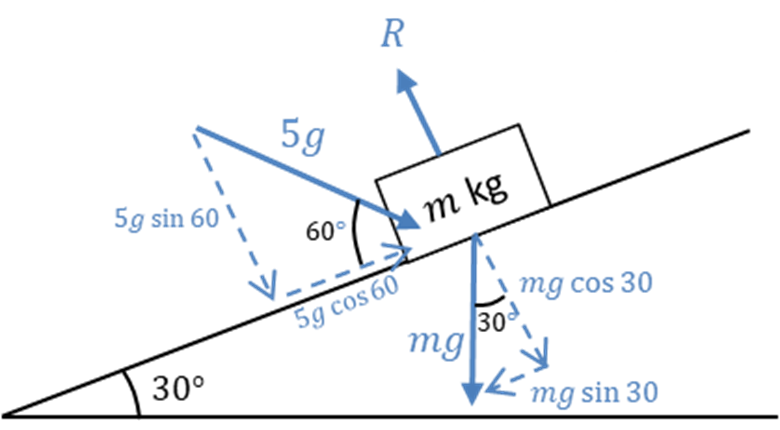 R
5g
m kg
5g sin 60
60°
5g cos 60
mg cos 30
30°
mg
mg sin 30
30°